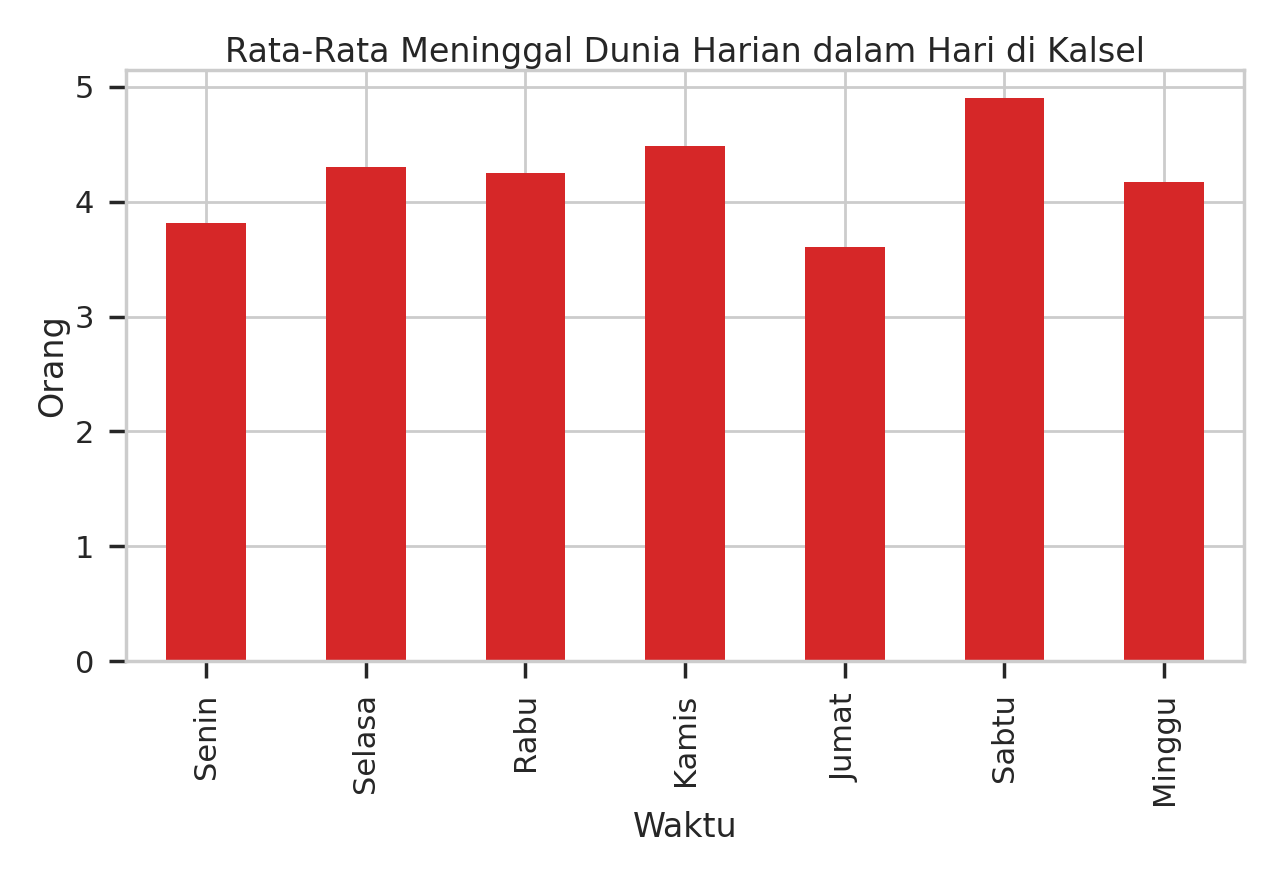 Rata-Rata Meninggal Dunia Harian dalam Hari di Kalsel
5
4
3
2
1
0
Orang
Senin
Selasa
Rabu
Kamis
Jumat
Sabtu
Minggu
Waktu